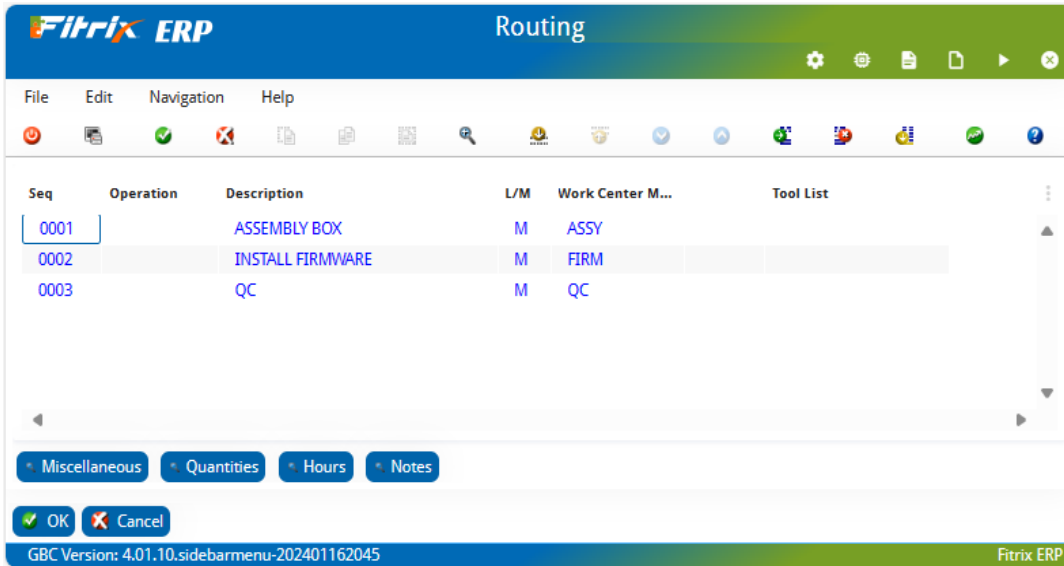 Fitrix ERP Routing
File Edit Navigation Help
Seq Operation Description L/M Work Center M... Tool List
0001 ASSEMBLY BOX M ASSY
0002 INSTALL FIRMWARE M FIRM
0003 QC M QC
Miscellaneous Quantities Hours Notes
OK Cancel
GBC Version: 4.01.10.sidebarmenu-202401162045 Fitrix ERP